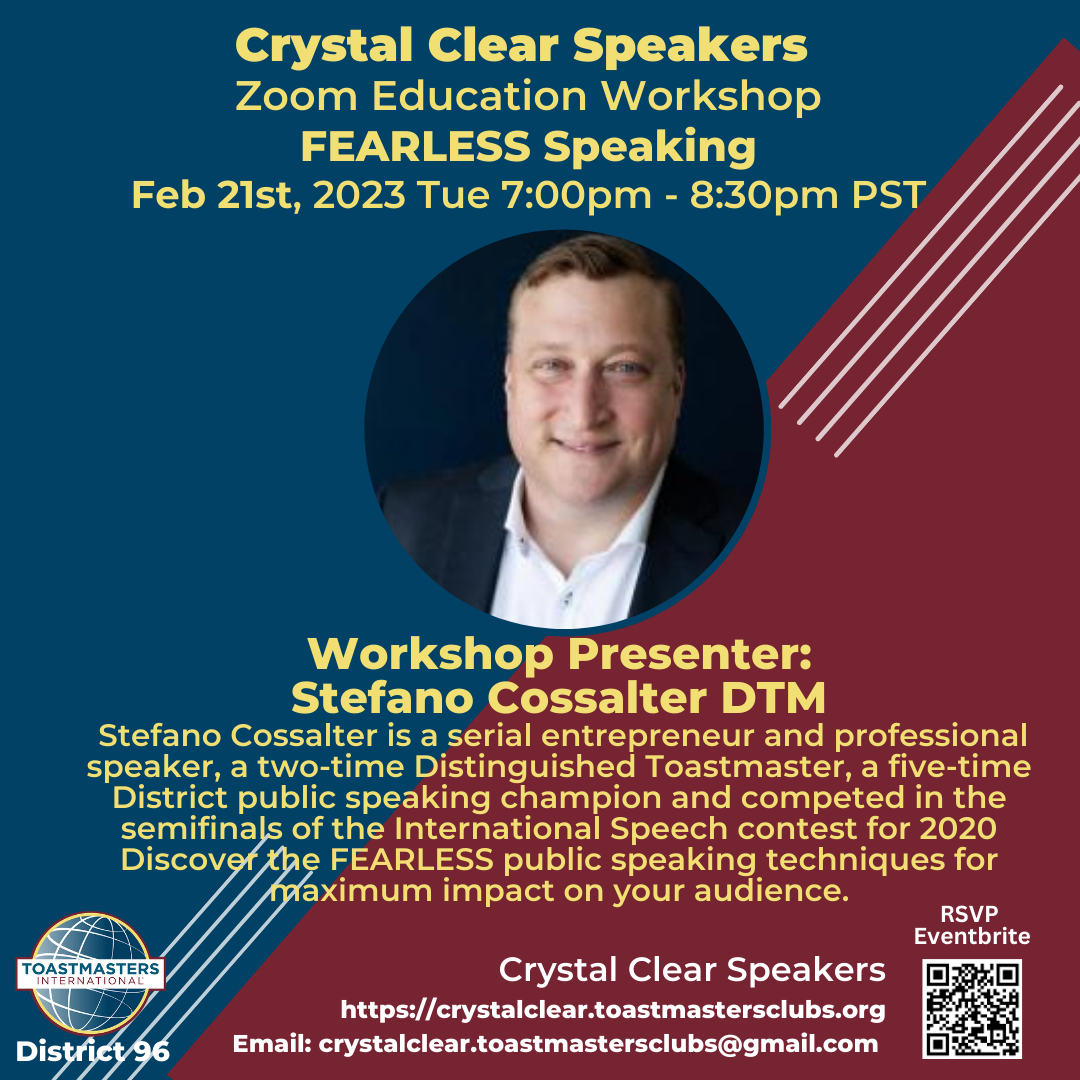 Crystal Clear Speakers
Zoom Education Workshop
FEARLESS Speaking
Feb 21st, 2023 Tue 7:00pm - 8:30pm PST
Workshop Presenter:
Stefano Cossalter DTM
Stefano Cossalter is a serial entrepreneur and professional
speaker, a two-time Distinguished Toastmaster, a five-time
District public speaking champion and competed in the
semifinals of the International Speech contest for 2020
Discover the FEARLESS public speaking techniques for
maximum impact on your audience.
RSVP
Eventbrite
Crystal Clear Speakers
https://crystalclear.toastmastersclubs.org
Email: crystalclear.toastmastersclubs@gmail.com
TOASTMASTERS
INTERNATIONAL
District 96